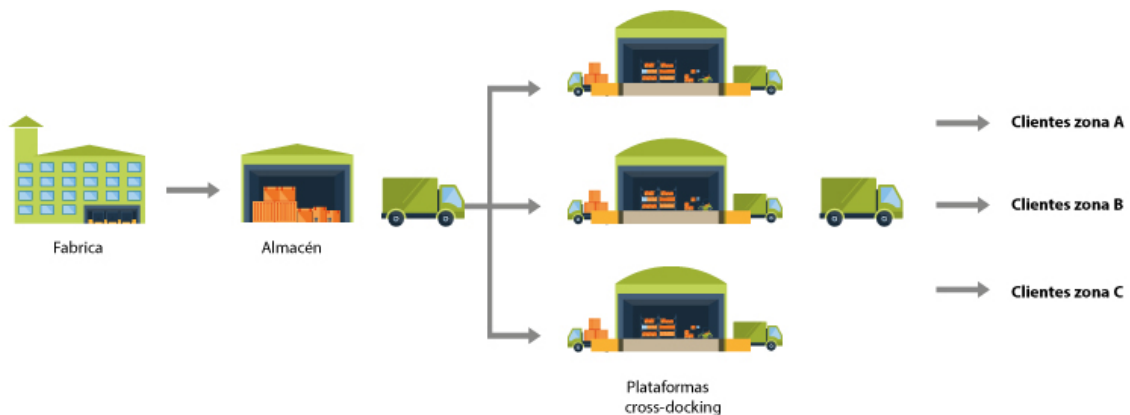 Fabrica
Almacén
Plataformas
cross-docking
Clientes zona A
Clientes zona B
Clientes zona C